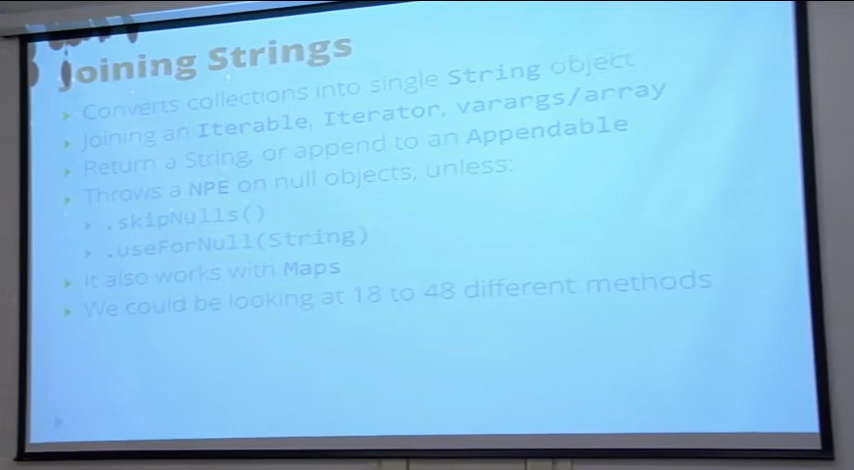 Joining Strings
Converts collections into single String object
Joining an Iterable, Iterator, varargs/array
Return a String, or append to an Appendable
Throws a NPE on null objects, unless:
.skipNulls()
.useForNull(String)
It also works with Maps
We could be looking at 18 to 48 different methods